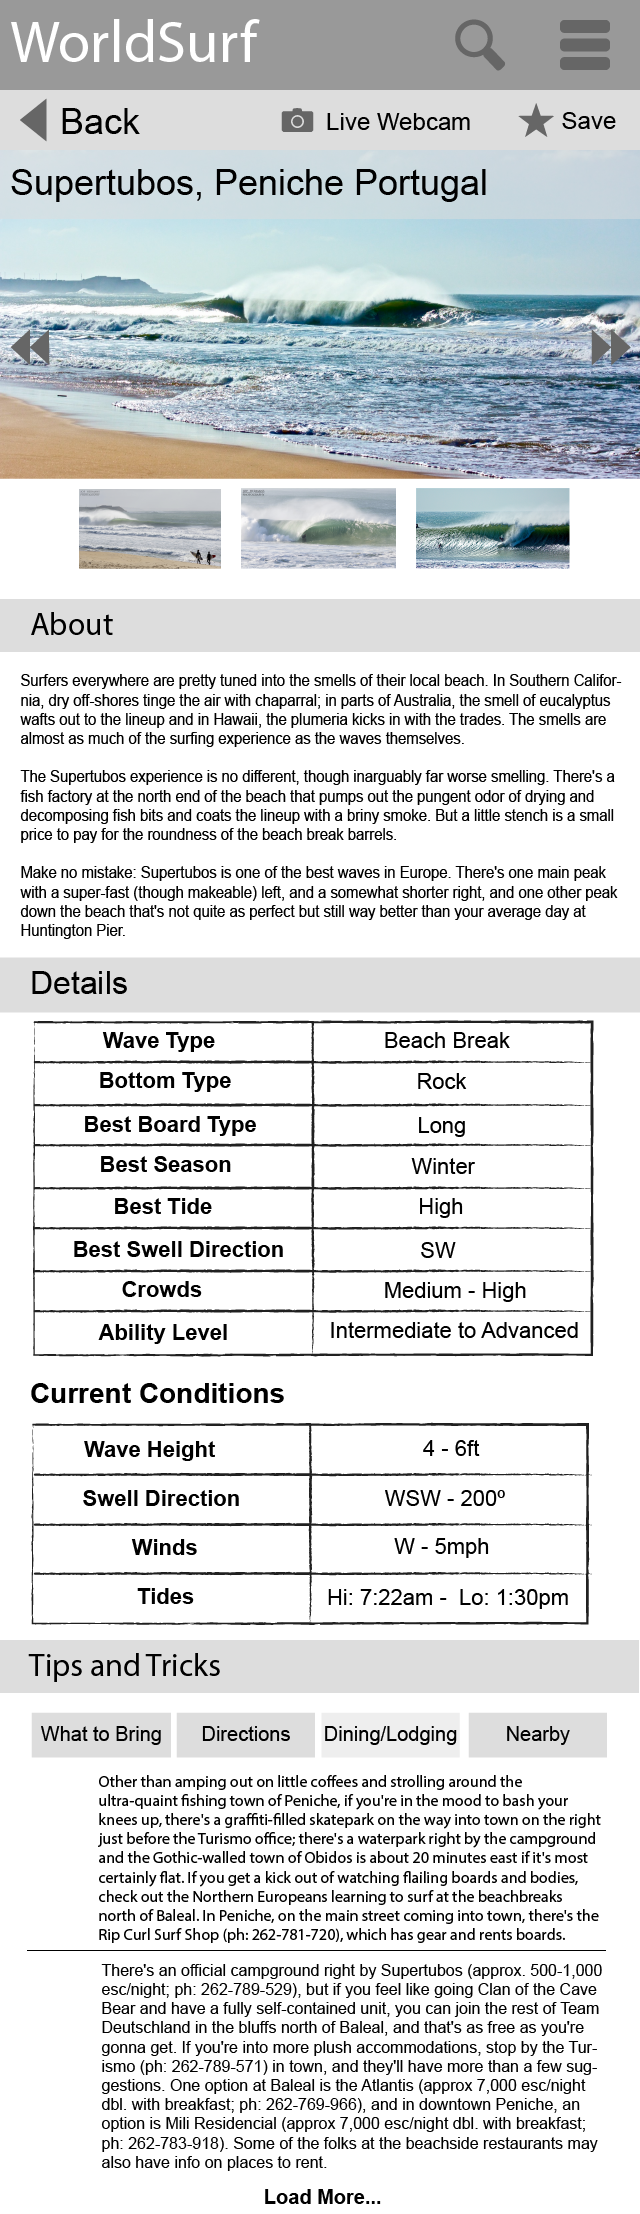 WorldSurf
Back
Live Webcam
Save
Supertubos, Peniche Portugal
About
Surfers everywhere are pretty tuned into the smells of their local beach. In Southern Califor-
nia, dry off-shores tinge the air with chaparral; in parts of Australia, the smell of eucalyptus
wafts out to the lineup and in Hawaii, the plumeria kicks in with the trades. The smells are
almost as much of the surfing experience as the waves themselves.
The Supertubos experience is no different, though inarguably far worse smelling. There's a
fish factory at the north end of the beach that pumps out the pungent odor of drying and
decomposing fish bits and coats the lineup with a briny smoke. But a little stench is a small
price to pay for the roundness of the beach break barrels.
Make no mistake: Supertubos is one of the best waves in Europe. There's one main peak
with a super-fast (though makeable) left, and a somewhat shorter right, and one other peak
down the beach that's not quite as perfect but still way better than your average day at
Huntington Pier.
Details
Wave Type Beach Break
Bottom Type Rock
Best Board Type Long
Best Season Winter
Best Tide High
Best Swell Direction SW
Crowds Medium - High
Ability Level Intermediate to Advanced
Current Conditions
Wave Height 4 - 6ft
Swell Direction WSW - 200º
Winds W - 5mph
Tides Hi: 7:22am - Lo: 1:30pm
Tips and Tricks
What to Bring Directions Dining/Lodging Nearby
Other than amping out on little coffees and strolling around the
ultra-quaint fishing town of Peniche, if you're in the mood to bash your
knees up, there's a graffiti-filled skatepark on the way into town on the right
just before the Turismo office; there's a waterpark right by the campground
and the Gothic-walled town of Obidos is about 20 minutes east if it's most
certainly flat. If you get a kick out of watching flailing boards and bodies,
check out the Northern Europeans learning to surf at the beachbreaks
north of Baleal. In Peniche, on the main street coming into town, there's the
Rip Curl Surf Shop (ph: 262-781-720), which has gear and rents boards.
There's an official campground right by Supertubos (approx. 500-1,000
esc/night; ph: 262-789-529), but if you feel like going Clan of the Cave
Bear and have a fully self-contained unit, you can join the rest of Team
Deutschland in the bluffs north of Baleal, and that's as free as you're
gonna get. If you're into more plush accommodations, stop by the Tur-
ismo (ph: 262-789-571) in town, and they'll have more than a few sug-
gestions. One option at Baleal is the Atlantis (approx 7,000 esc/night
dbl. with breakfast; ph: 262-769-966), and in downtown Peniche, an
option is Mili Residencial (approx 7,000 esc/night dbl. with breakfast;
ph: 262-783-918). Some of the folks at the beachside restaurants may
also have info on places to rent.
Load More...